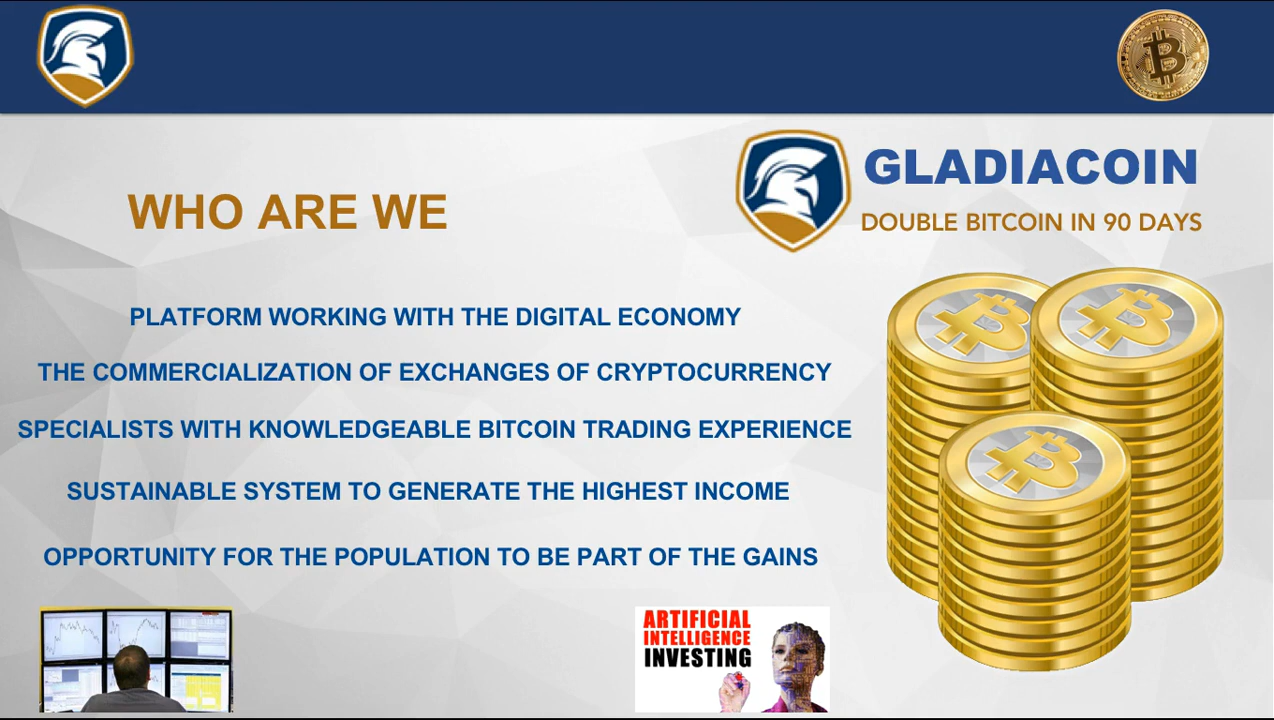 GLADIACOIN
DOUBLE BITCOIN IN 90 DAYS
WHO ARE WE
PLATFORM WORKING WITH THE DIGITAL ECONOMY
THE COMMERCIALIZATION OF EXCHANGES OF CRYPTOCURRENCY
SPECIALISTS WITH KNOWLEDGEABLE BITCOIN TRADING EXPERIENCE
SUSTAINABLE SYSTEM TO GENERATE THE HIGHEST INCOME
OPPORTUNITY FOR THE POPULATION TO BE PART OF THE GAINS
ARTIFICIAL
INTELLIGENCE
INVESTING